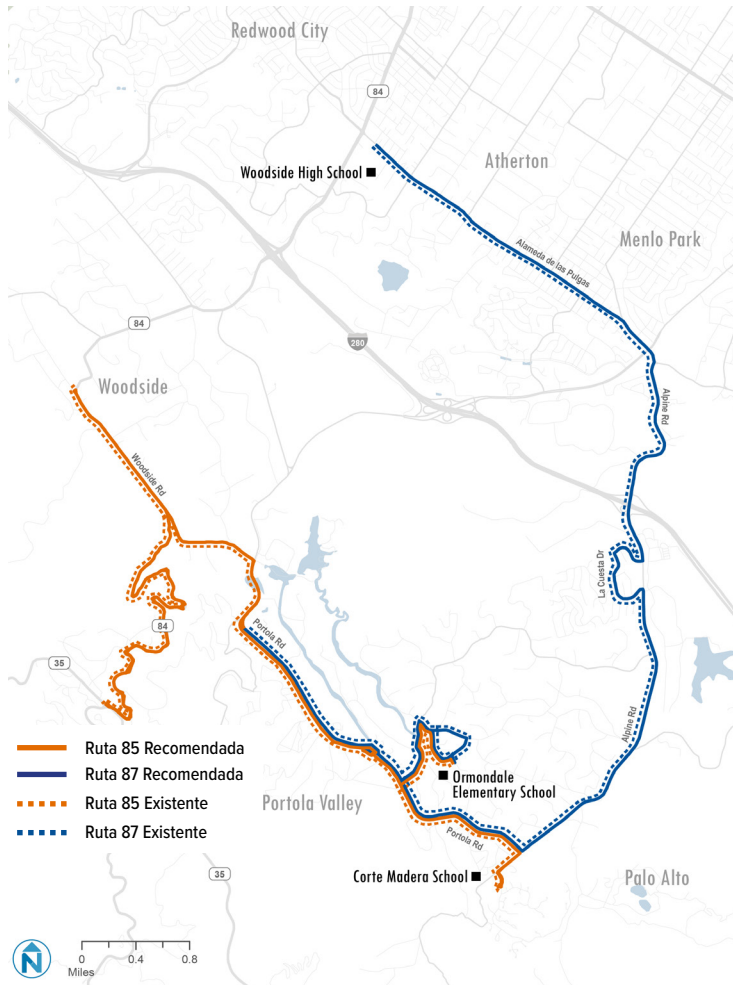 Redwood City
84
Woodside High School
Atherton
Menlo Park
Alameda de las Pulgas
84
280
Woodside
Alpine Rd
Woodside Rd
La Cuesta Dr
84
Portola Rd
35
Alpine Rd
Ruta 85 Recomendada
Ruta 87 Recomendada
Ruta 85 Existente
Ruta 87 Existente
Ormondale
Elementary School
Portola Valley
Portola Rd
Corte Madera School
35
Palo Alto
N
0 0.4 0.8
Miles